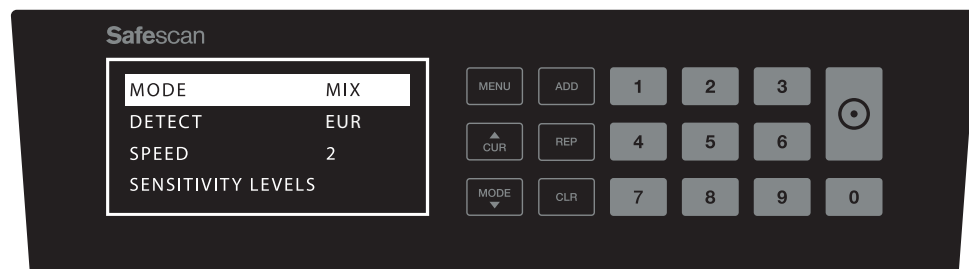 Safescan
MODE MIX
DETECT EUR
SPEED 2
SENSITIVITY LEVELS
MENU ADD 1 2 3
CUR REP 4 5 6
MODE CLR 7 8 9 0